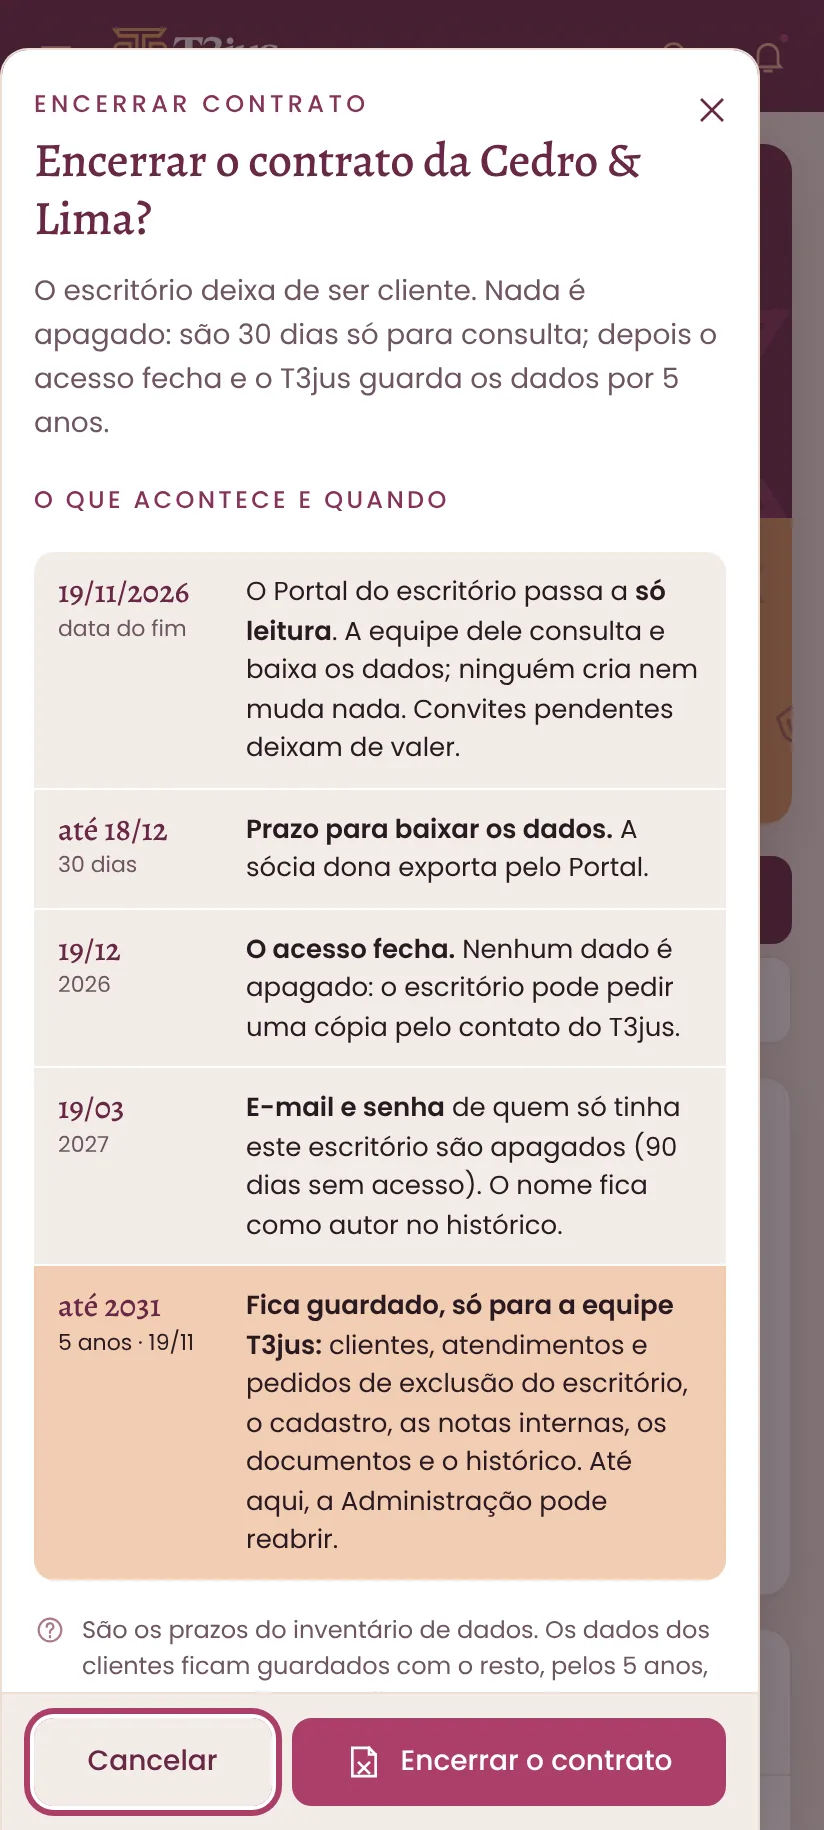 ENCERRAR CONTRATO
Encerrar o contrato da Cedro &
Lima?
O escritório deixa de ser cliente. Nada é
apagado: são 30 dias só para consulta; depois o
acesso fecha e o T3jus guarda os dados por 5
anos.
O QUE ACONTECE E QUANDO
19/11/2026
data do fim
O Portal do escritório passa a só
leitura. A equipe dele consulta e
baixa os dados; ninguém cria nem
muda nada. Convites pendentes
deixam de valer.
até 18/12
30 dias
Prazo para baixar os dados. A
sócia dona exporta pelo Portal.
19/12
2026
O acesso fecha. Nenhum dado é
apagado: o escritório pode pedir
uma cópia pelo contato do T3jus.
19/03
2027
E-mail e senha de quem só tinha
este escritório são apagados (90
dias sem acesso). O nome fica
como autor no histórico.
até 2031
5 anos · 19/11
Fica guardado, só para a equipe
T3jus: clientes, atendimentos e
pedidos de exclusão do escritório,
o cadastro, as notas internas, os
documentos e o histórico. Até
aqui, a Administração pode
reabrir.
São os prazos do inventário de dados. Os dados dos
clientes ficam guardados com o resto, pelos 5 anos,
Cancelar
Encerrar o contrato